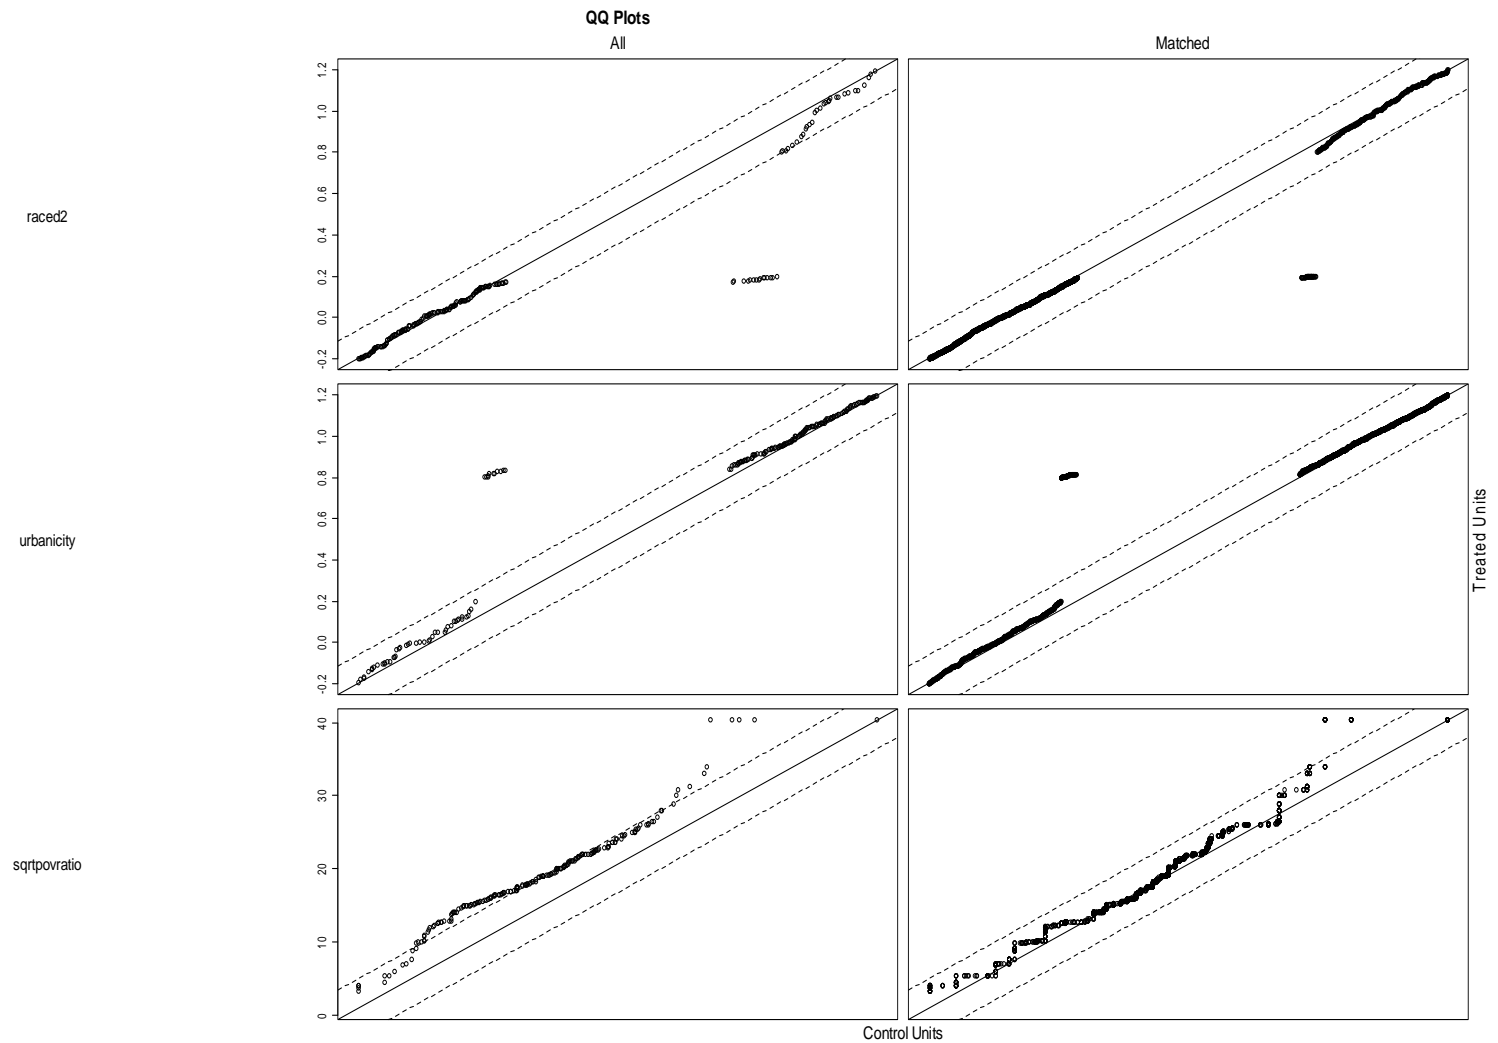 QQ Plots
All
Matched
raced2
-0.2 0.0 0.2 0.4 0.6 0.8 1.0 1.2
urbanicity
-0.2 0.0 0.2 0.4 0.6 0.8 1.0 1.2
sqrtpovratio
0 10 20 30 40
Treated Units
Control Units